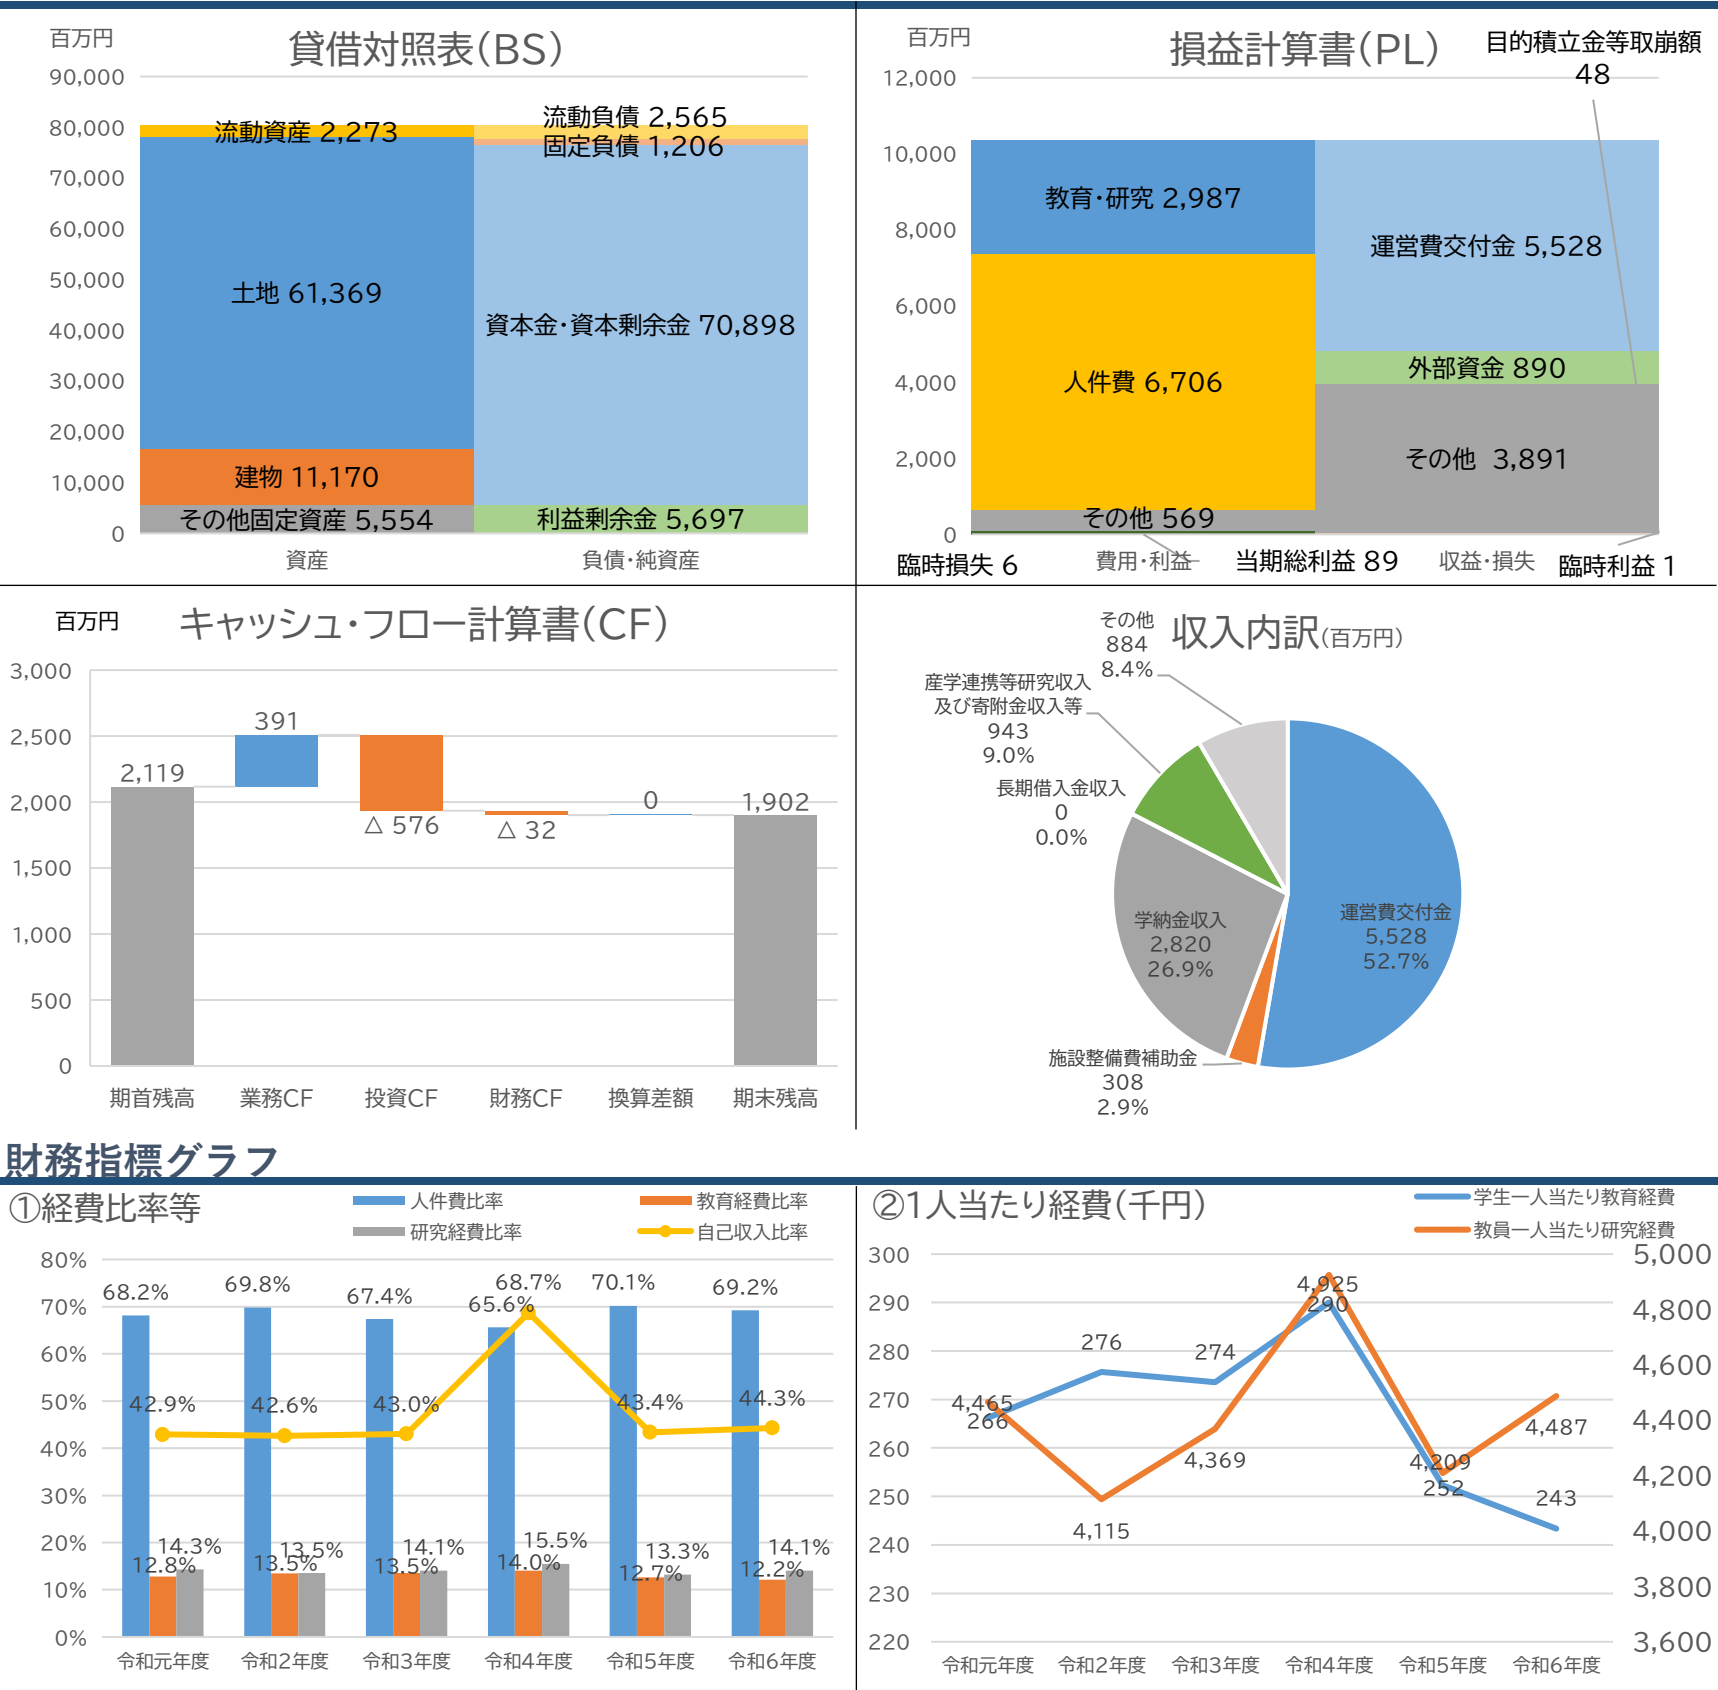 百万円
貸借対照表(BS)
90,000
80,000
70,000
60,000
50,000
40,000
30,000
20,000
10,000
0
流動資産 2,273
土地 61,369
建物 11,170
その他固定資産 5,554
流動負債 2,565
固定負債 1,206
資本金・資本剰余金 70,898
利益剰余金 5,697
資産
負債・純資産
百万円
損益計算書(PL)
目的積立金等取崩額
48
12,000
10,000
8,000
6,000
4,000
2,000
0
教育・研究 2,987
人件費 6,706
その他 569
運営費交付金 5,528
外部資金 890
その他 3,891
臨時損失 6
費用・利益
当期総利益 89
収益・損失
臨時利益 1
百万円
キャッシュ・フロー計算書(CF)
3,000
2,500
2,000
1,500
1,000
500
0
2,119
391
△ 576
△ 32
0
1,902
期首残高
業務CF
投資CF
財務CF
換算差額
期末残高
収入内訳(百万円)
その他
884
8.4%
産学連携等研究収入
及び寄附金収入等
943
9.0%
長期借入金収入
0
0.0%
学納金収入
2,820
26.9%
運営費交付金
5,528
52.7%
施設整備費補助金
308
2.9%
財務指標グラフ
①経費比率等
人件費比率
教育経費比率
研究経費比率
自己収入比率
80%
70%
60%
50%
40%
30%
20%
10%
0%
68.2%
69.8%
67.4%
65.6%
70.1%
69.2%
42.9%
42.6%
43.0%
68.7%
43.4%
44.3%
12.8%
13.5%
13.5%
14.0%
12.7%
12.2%
14.3%
13.5%
14.1%
15.5%
13.3%
14.1%
令和元年度
令和2年度
令和3年度
令和4年度
令和5年度
令和6年度
②1人当たり経費(千円)
学生一人当たり教育経費
教員一人当たり研究経費
300
290
280
270
260
250
240
230
220
5,000
4,800
4,600
4,400
4,200
4,000
3,800
3,600
4,465
266
276
4,115
274
4,369
4,925
290
4,209
252
4,487
243
令和元年度
令和2年度
令和3年度
令和4年度
令和5年度
令和6年度